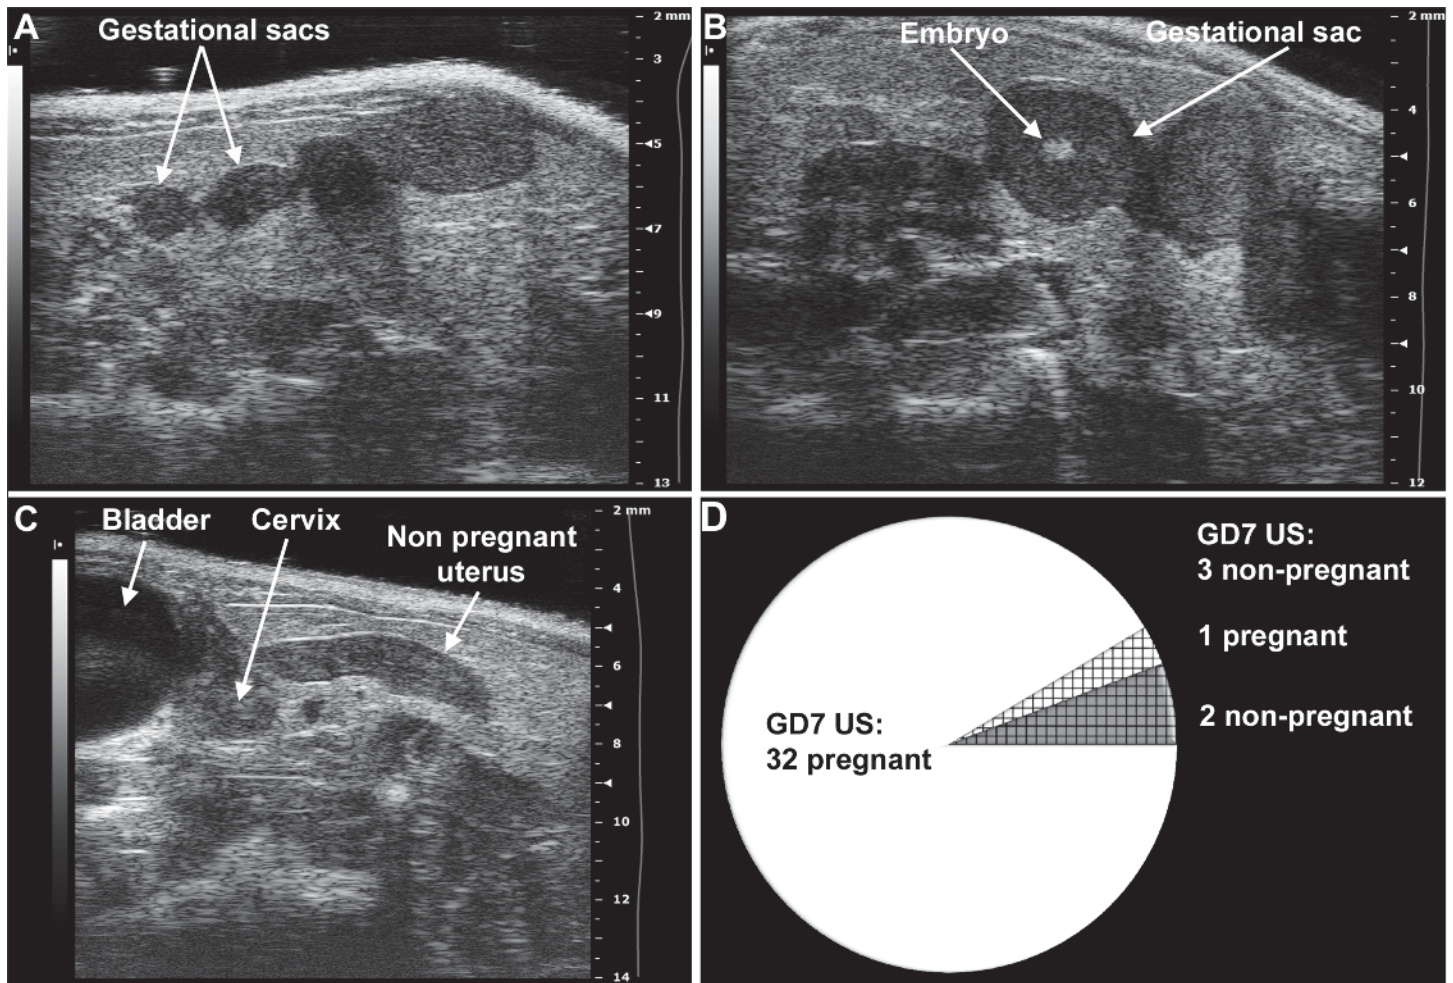 A
Gestational sacs
2 mm
3
5
7
9
11
13
B
Embryo
Gestational sac
2 mm
4
6
8
10
12
C
Bladder
Cervix
Non pregnant
uterus
2 mm
4
6
8
10
12
14
D
GD7 US:
3 non-pregnant
1 pregnant
2 non-pregnant
GD7 US:
32 pregnant